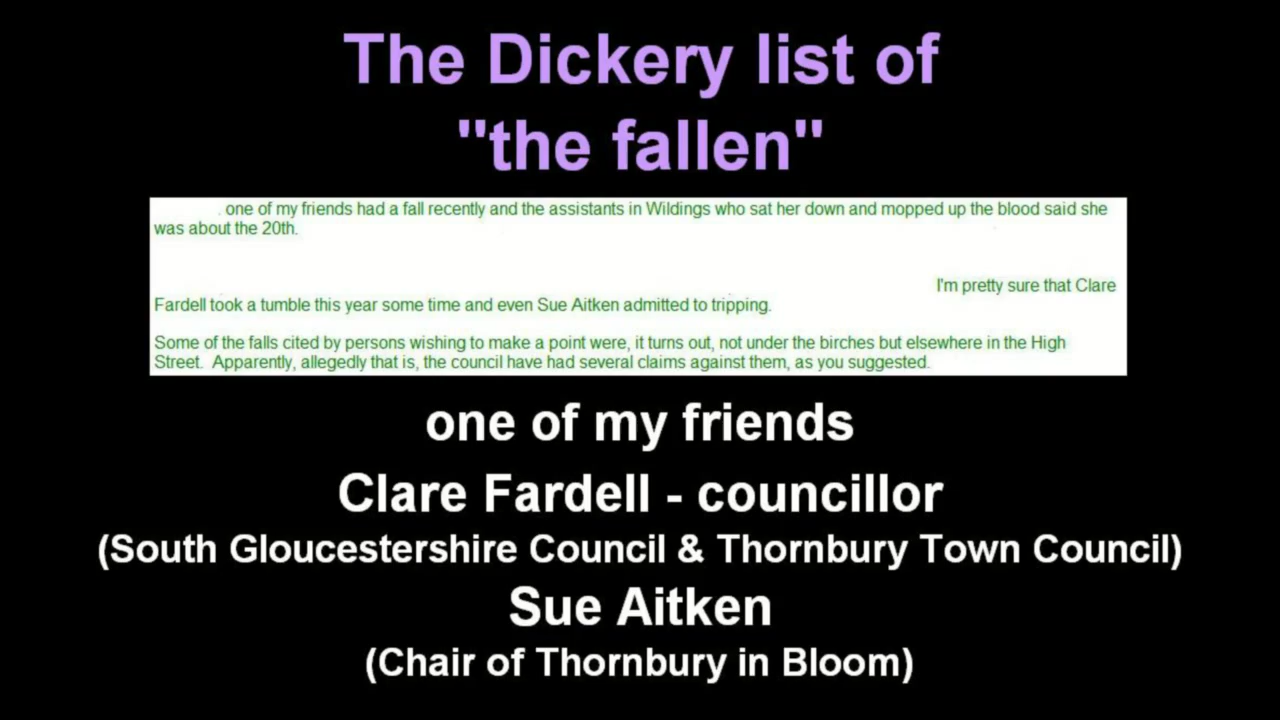 The Dickery list of
"the fallen"
one of my friends had a fall recently and the assistants in Wildings who sat her down and mopped up the blood said she
was about the 20th.
I'm pretty sure that Clare
Fardell took a tumble this year some time and even Sue Aitken admitted to tripping.
Some of the falls cited by persons wishing to make a point were, it turns out, not under the birches but elsewhere in the High
Street. Apparently, allegedly that is, the council have had several claims against them, as you suggested.
one of my friends
Clare Fardell - councillor
(South Gloucestershire Council & Thornbury Town Council)
Sue Aitken
(Chair of Thornbury in Bloom)